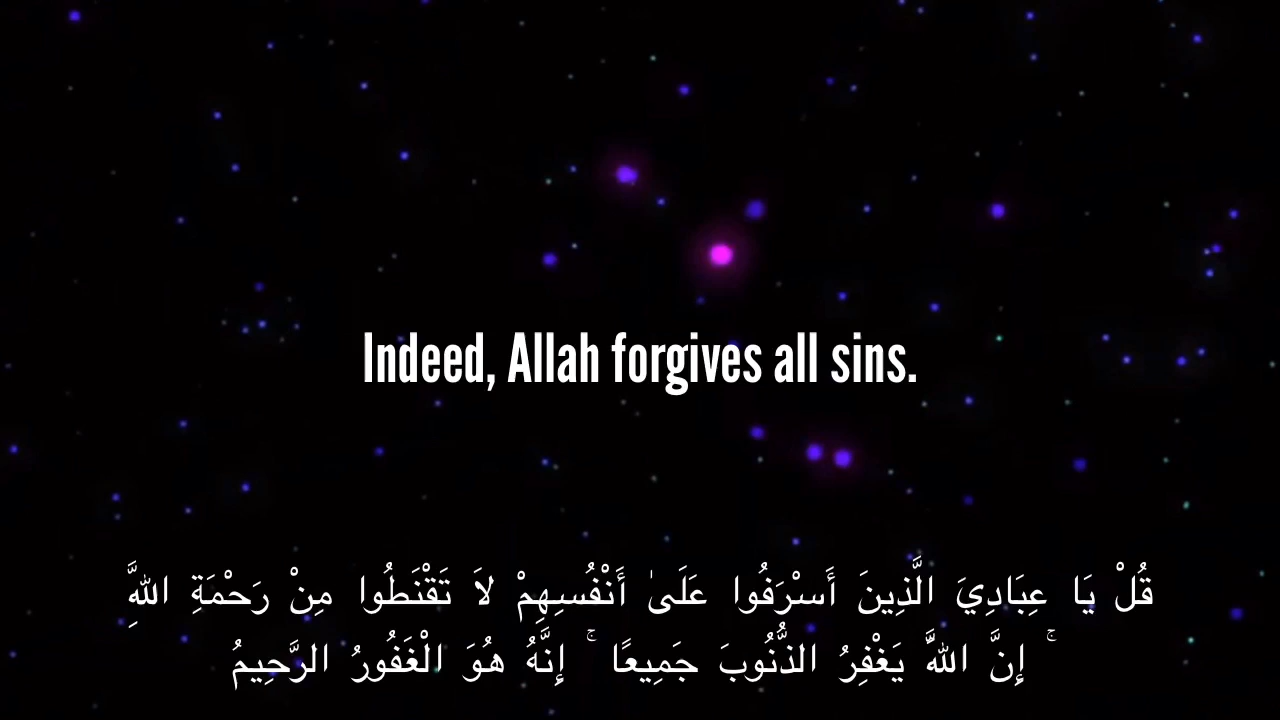 Indeed, Allah forgives all sins.
قُلْ يَا عِبَادِيَ الَّذِينَ أَسْرَفُوا عَلَىٰ أَنْفُسِهِمْ لاَ تَقْنَطُوا مِنْ رَحْمَةِ اللَّهِ
ۚ إِنَّ اللَّهَ يَغْفِرُ الذُّنُوبَ جَمِيعًا ۚ إِنَّهُ هُوَ الْغَفُورُ الرَّحِيمُ